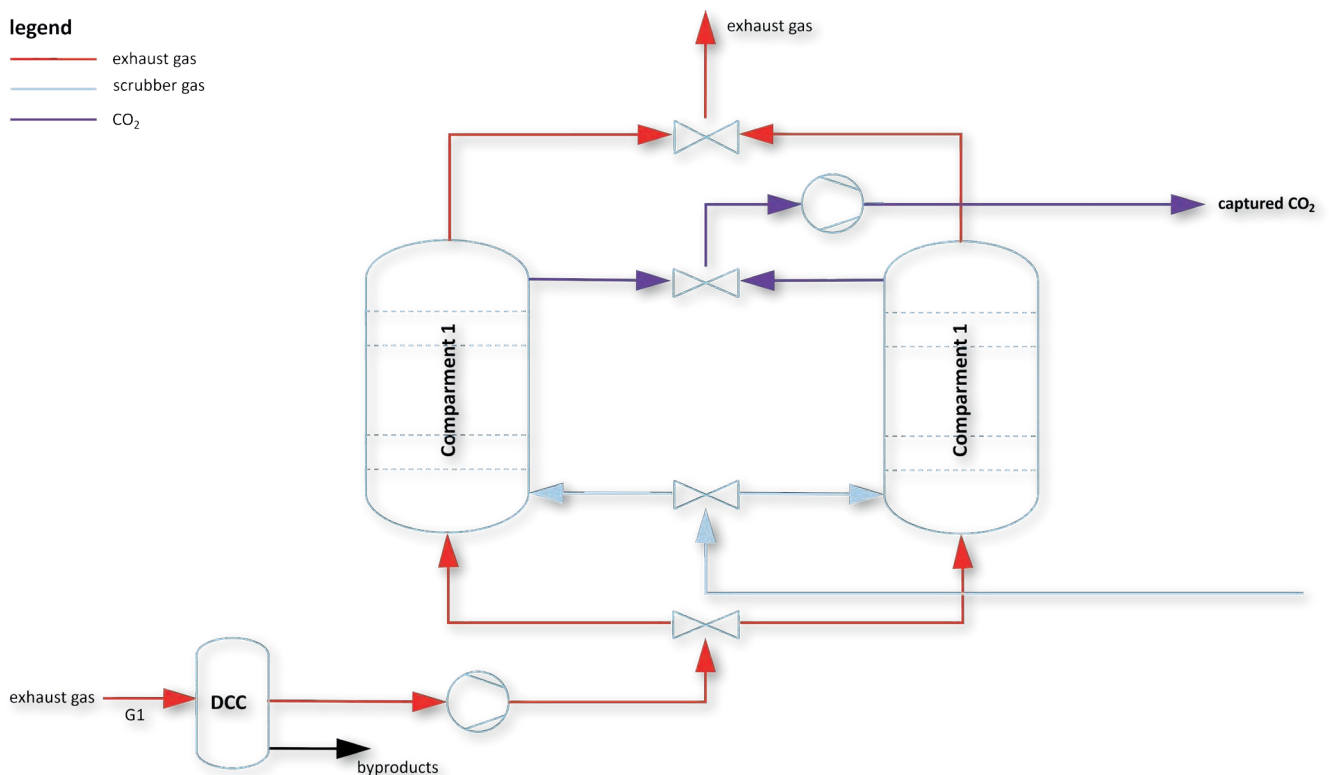 legend
exhaust gas
scrubber gas
CO₂
exhaust gas
captured CO₂
Comparment 1
Comparment 1
exhaust gas
G1
DCC
byproducts